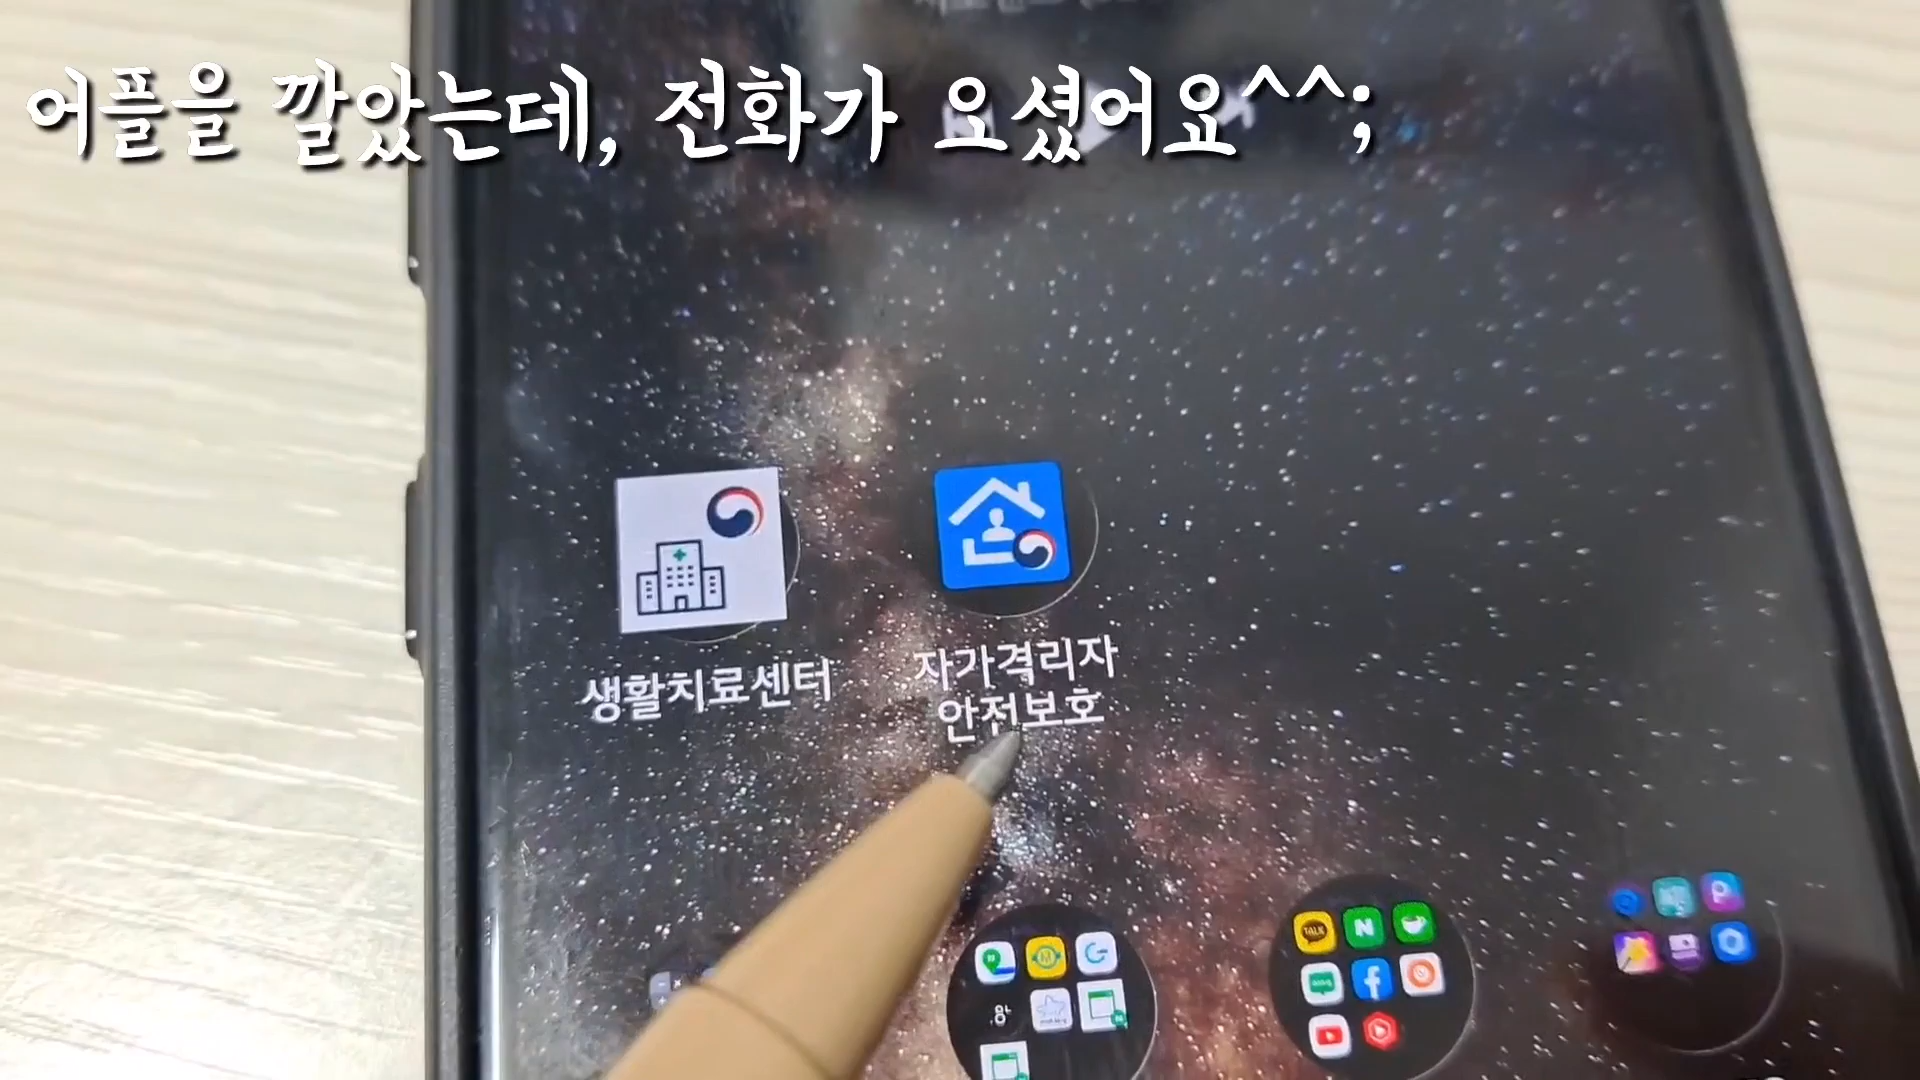 어플을 깔았는데, 전화가 오셨어요^^;
생활치료센터
자가격리자
안전보호
TALK
N